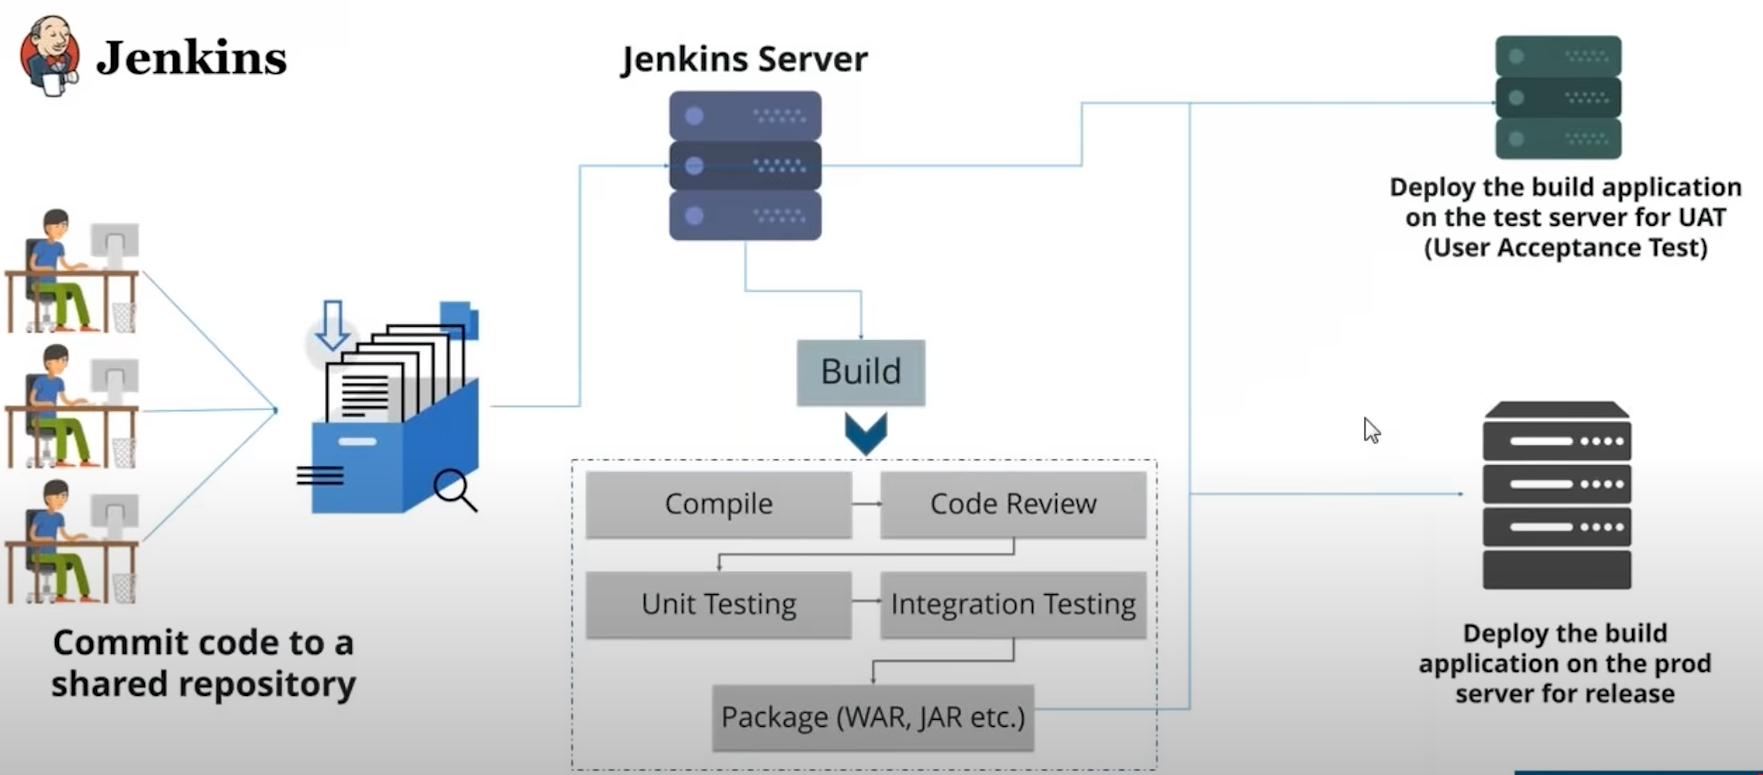 Jenkins
Jenkins Server
Deploy the build application
on the test server for UAT
(User Acceptance Test)
Build
Compile
Code Review
Unit Testing
Integration Testing
Package (WAR, JAR etc.)
Commit code to a
shared repository
Deploy the build
application on the prod
server for release